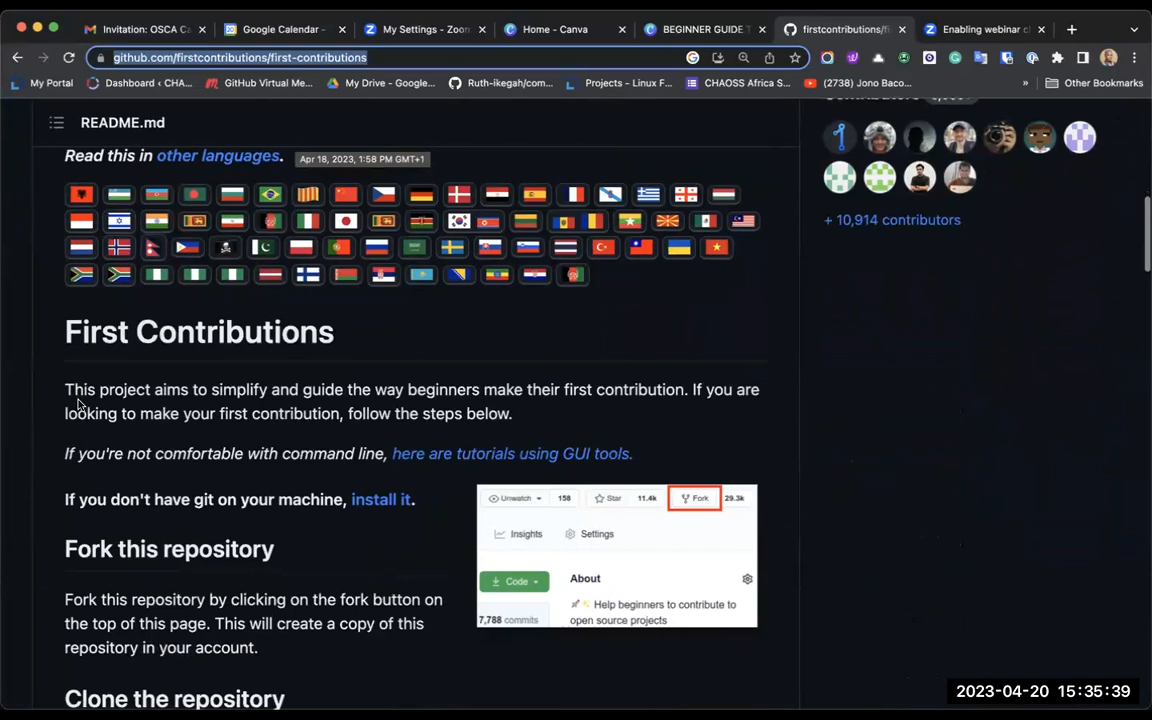 Invitation: OSCA Ca
Google Calendar -
My Settings - Zoom
Home - Canva
BEGINNER GUIDE T
firstcontributions/fi
Enabling webinar c
github.com/firstcontributions/first-contributions
My Portal
Dashboard ‹ CHA...
GitHub Virtual Me...
My Drive - Google...
Ruth-ikegah/com...
Projects - Linux F...
CHAOSS Africa S...
(2738) Jono Baco...
»
Other Bookmarks
README.md
Read this in other languages.
Apr 18, 2023, 1:58 PM GMT+1
+ 10,914 contributors
First Contributions
This project aims to simplify and guide the way beginners make their first contribution. If you are
looking to make your first contribution, follow the steps below.
If you're not comfortable with command line, here are tutorials using GUI tools.
If you don't have git on your machine, install it.
Unwatch 158 Star 11.4k Fork 29.3k
Insights Settings
Code About
Help beginners to contribute to
7,788 commits open source projects
Fork this repository
Fork this repository by clicking on the fork button on
the top of this page. This will create a copy of this
repository in your account.
Clone the repository
2023-04-20 15:35:39